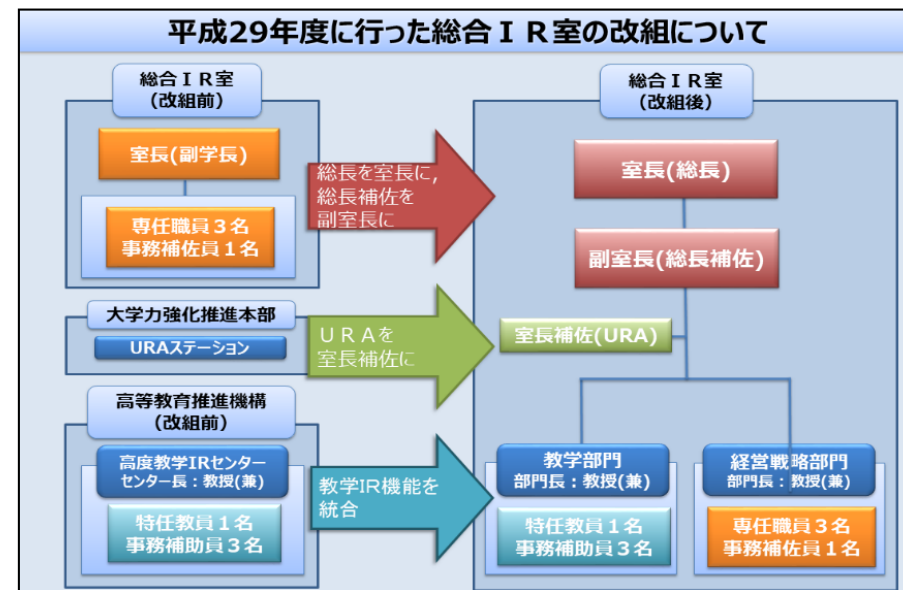 平成29年度に行った総合ＩＲ室の改組について
総合ＩＲ室
(改組前)
室長(副学長)
専任職員３名
事務補佐員１名
総長を室長に,
総長補佐を
副室長に
大学力強化推進本部
URAステーション
ＵＲＡを
室長補佐に
高等教育推進機構
(改組前)
高度教学IRセンター
センター長：教授(兼)
特任教員１名
事務補助員３名
教学IR機能を
統合
総合ＩＲ室
(改組後)
室長(総長)
副室長(総長補佐)
室長補佐(URA)
教学部門
部門長：教授(兼)
特任教員１名
事務補助員３名
経営戦略部門
部門長：教授(兼)
専任職員３名
事務補佐員１名